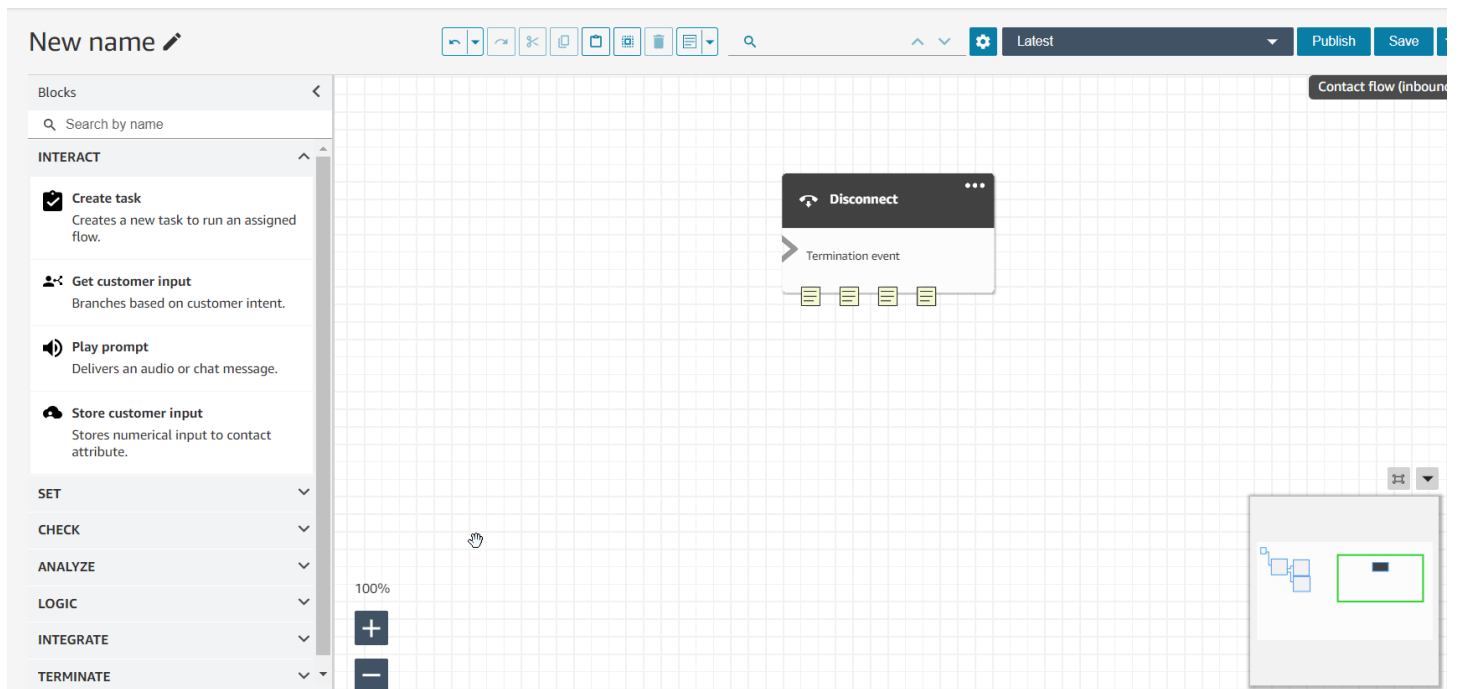 New name
Latest
Publish
Save
Contact flow (inboun
Blocks
Search by name
INTERACT
Create task
Creates a new task to run an assigned
flow.
Get customer input
Branches based on customer intent.
Play prompt
Delivers an audio or chat message.
Store customer input
Stores numerical input to contact
attribute.
SET
CHECK
ANALYZE
LOGIC
INTEGRATE
TERMINATE
Disconnect
Termination event
100%